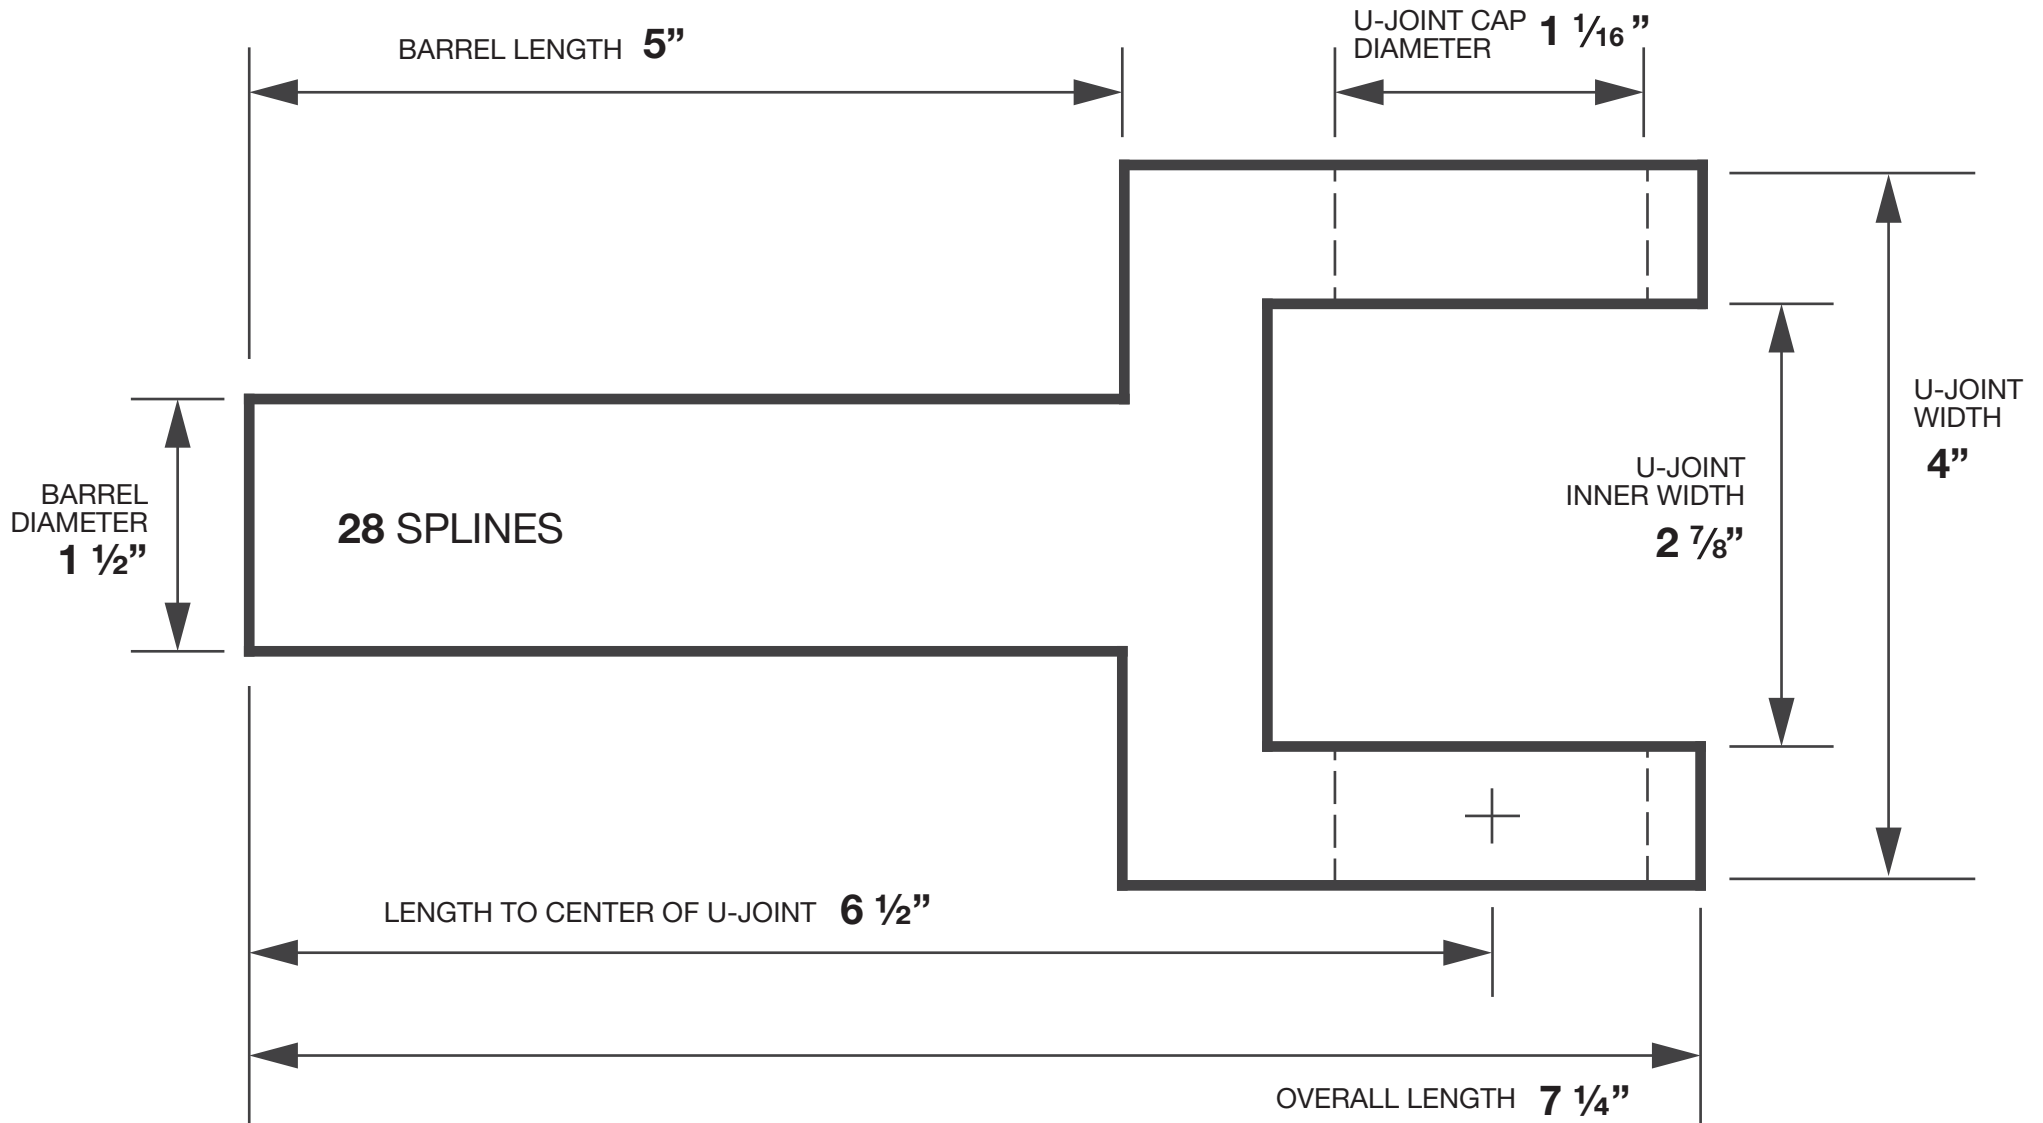 BARREL LENGTH 5”
U-JOINT CAP
DIAMETER 1 1⁄16”
U-JOINT
WIDTH
4”
U-JOINT
INNER WIDTH
2 7⁄8”
BARREL
DIAMETER
1 1⁄2”
28 SPLINES
LENGTH TO CENTER OF U-JOINT 6 1⁄2”
OVERALL LENGTH 7 1⁄4”